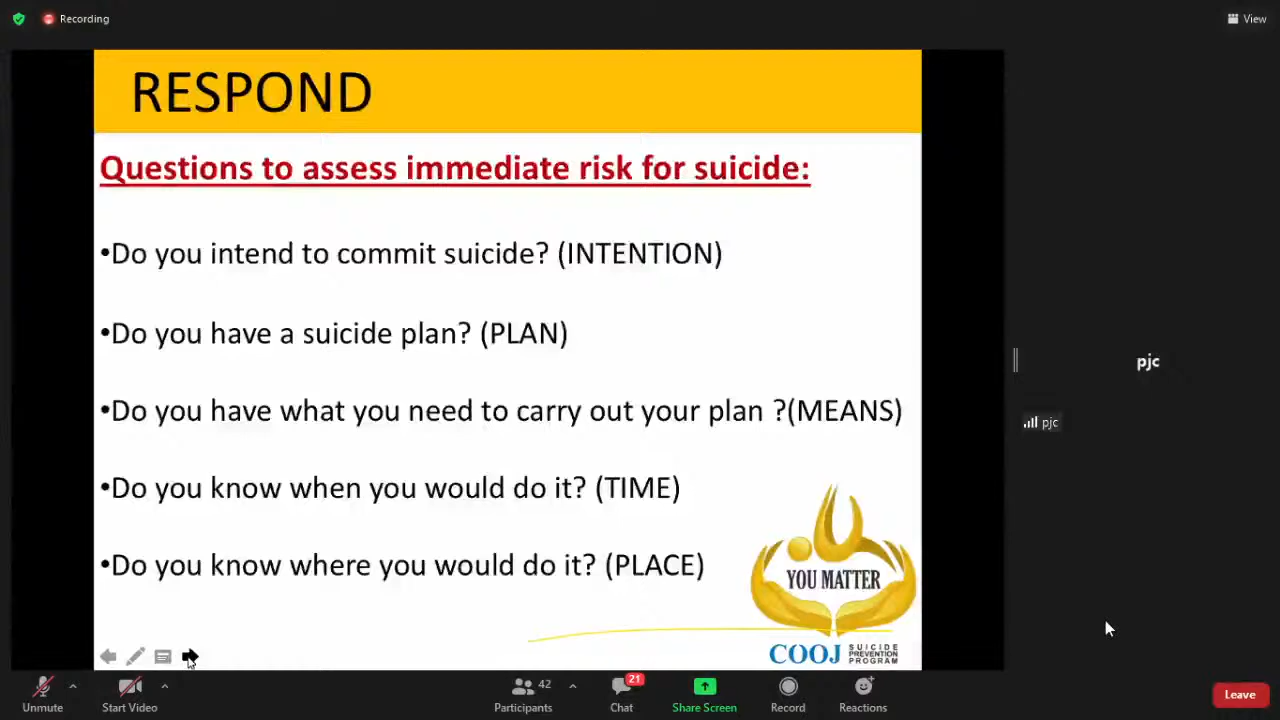 Recording
View
RESPOND
Questions to assess immediate risk for suicide:
•Do you intend to commit suicide? (INTENTION)
•Do you have a suicide plan? (PLAN)
•Do you have what you need to carry out your plan ?(MEANS)
•Do you know when you would do it? (TIME)
•Do you know where you would do it? (PLACE)
YOU MATTER
COOJ SUICIDE
PREVENTION
PROGRAM
pjc
pjc
Unmute
Start Video
42
Participants
21
Chat
Share Screen
Record
Reactions
Leave